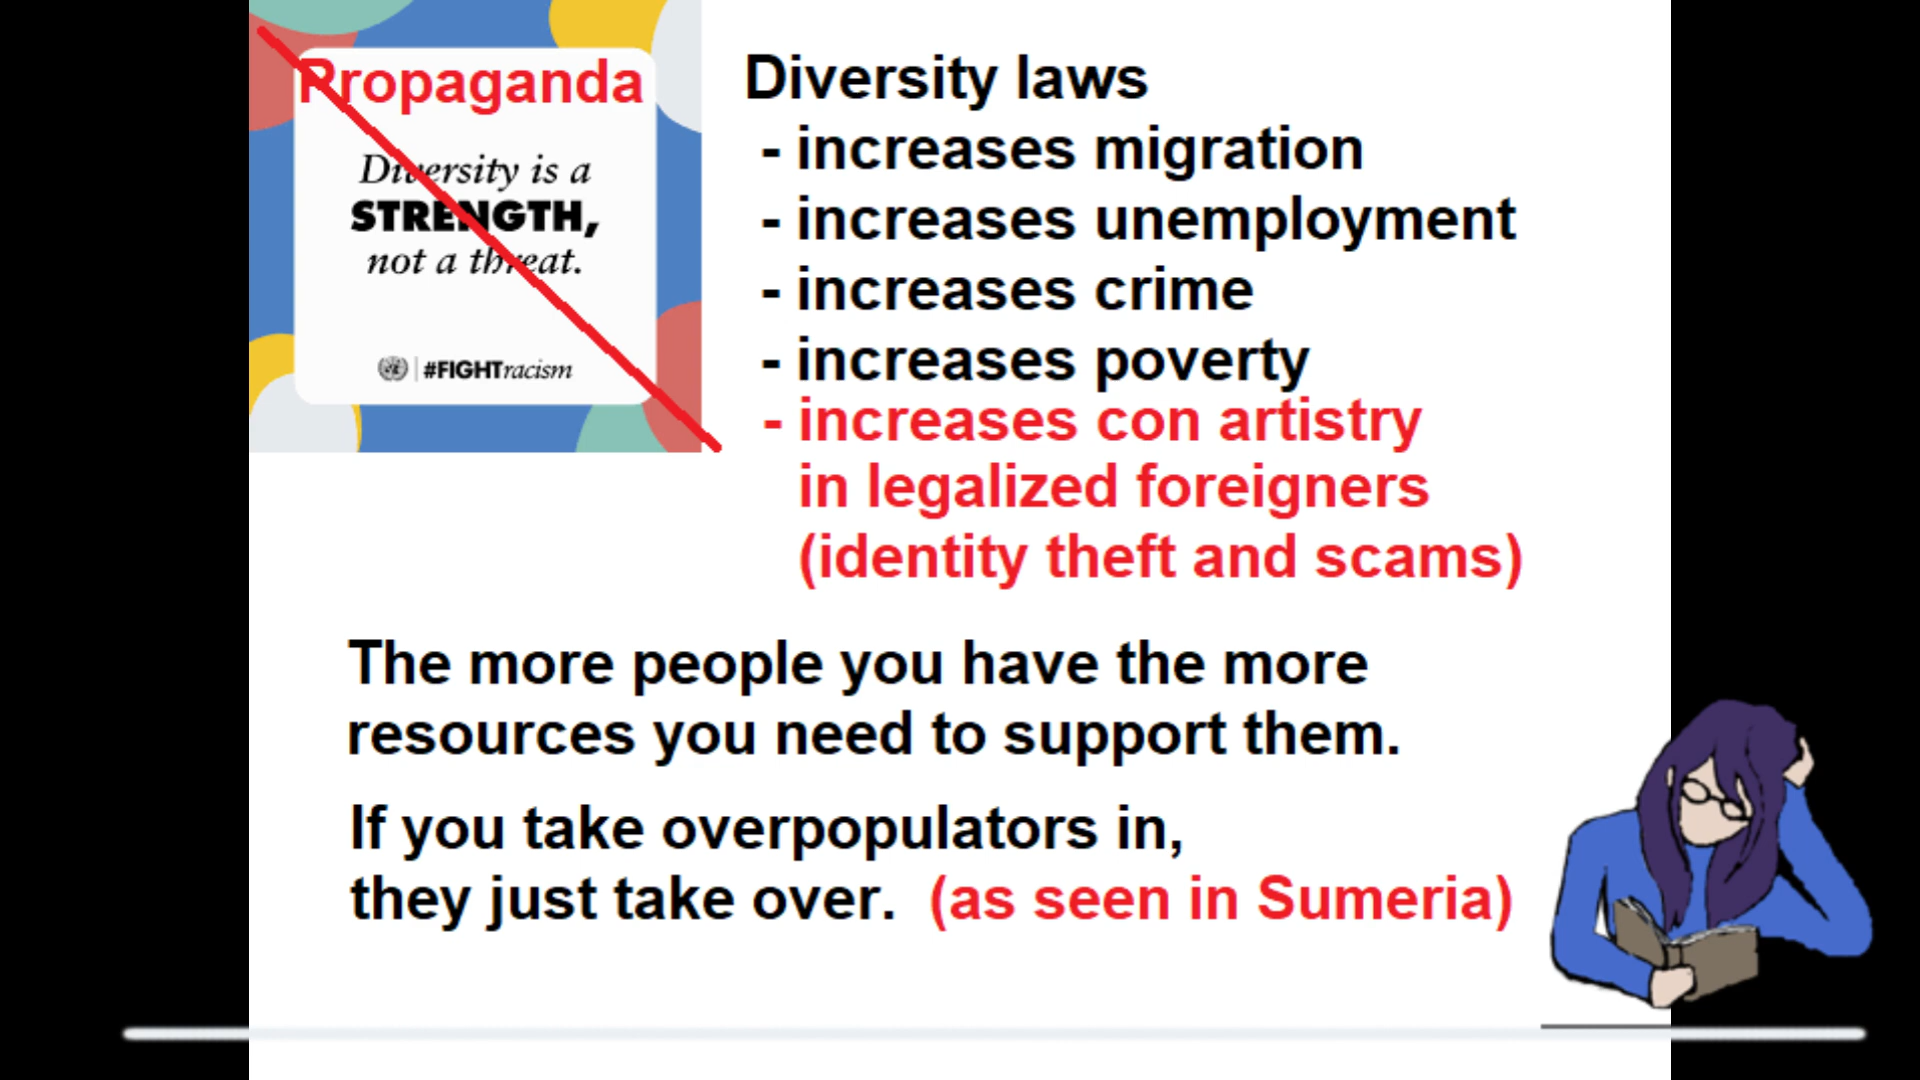 Propaganda
Diversity is a
STRENGTH,
not a threat.
#FIGHTracism
Diversity laws
- increases migration
- increases unemployment
- increases crime
- increases poverty
- increases con artistry
in legalized foreigners
(identity theft and scams)
The more people you have the more
resources you need to support them.
If you take overpopulators in,
they just take over. (as seen in Sumeria)